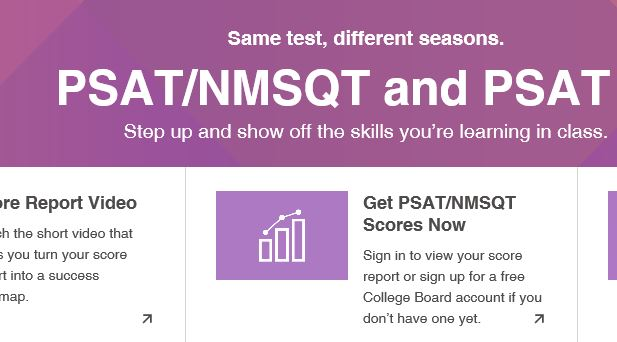 Same test, different seasons.
PSAT/NMSQT and PSAT
Step up and show off the skills you're learning in class.
ore Report Video
ch the short video that
s you turn your score
rt into a success
map.
Get PSAT/NMSQT
Scores Now
Sign in to view your score
report or sign up for a free
College Board account if you
don't have one yet.